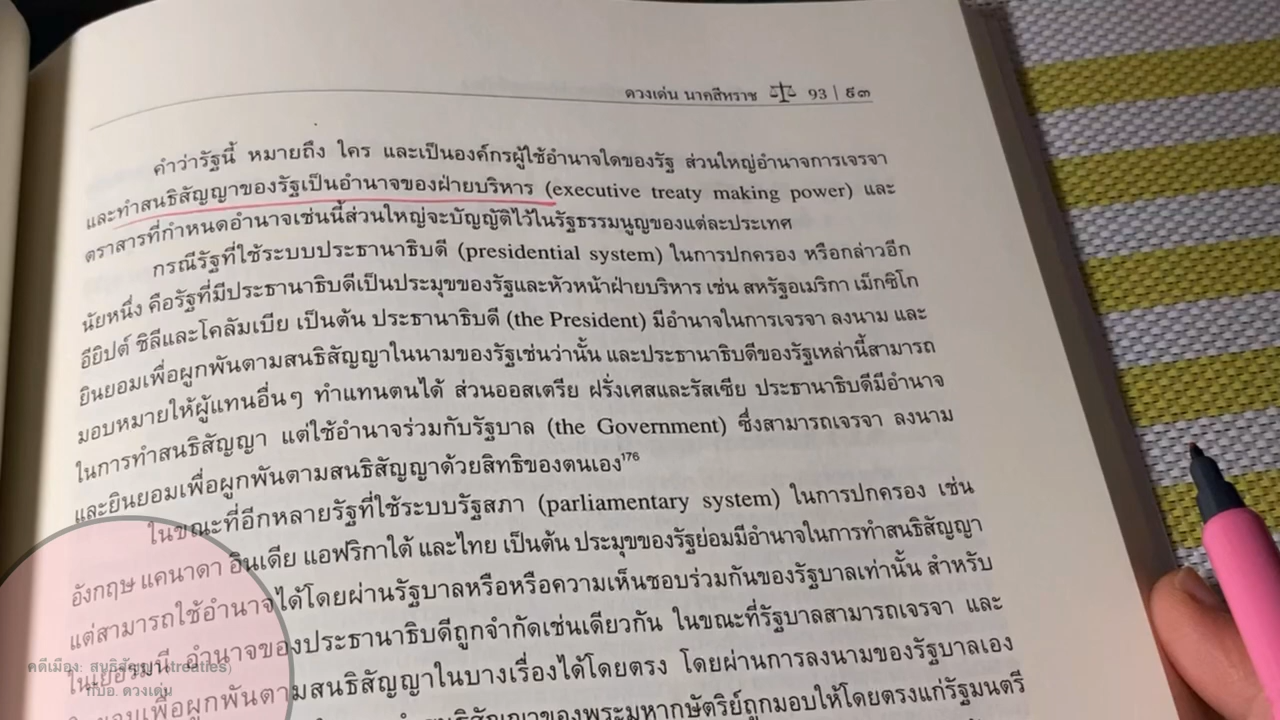 ดวงเด่น นาคสีหราช 93 | ๙๓
คำว่ารัฐนี้ หมายถึง ใคร และเป็นองค์กรผู้ใช้อำนาจใดของรัฐ ส่วนใหญ่อำนาจการเจรจา
และทำสนธิสัญญาของรัฐเป็นอำนาจของฝ่ายบริหาร (executive treaty making power) และ
ตราสารที่กำหนดอำนาจเช่นนี้ส่วนใหญ่จะบัญญัติไว้ในรัฐธรรมนูญของแต่ละประเทศ
กรณีรัฐที่ใช้ระบบประธานาธิบดี (presidential system) ในการปกครอง หรือกล่าวอีก
นัยหนึ่ง คือรัฐที่มีประธานาธิบดีเป็นประมุขของรัฐและหัวหน้าฝ่ายบริหาร เช่น สหรัฐอเมริกา เม็กซิโก
อียิปต์ ชิลีและโคลัมเบีย เป็นต้น ประธานาธิบดี (the President) มีอำนาจในการเจรจา ลงนาม และ
ยินยอมเพื่อผูกพันตามสนธิสัญญาในนามของรัฐเช่นว่านั้น และประธานาธิบดีของรัฐเหล่านี้สามารถ
มอบหมายให้ผู้แทนอื่นๆ ทำแทนตนได้ ส่วนออสเตรีย ฝรั่งเศสและรัสเซีย ประธานาธิบดีมีอำนาจ
ในการทำสนธิสัญญา แต่ใช้อำนาจร่วมกับรัฐบาล (the Government) ซึ่งสามารถเจรจา ลงนาม
และยินยอมเพื่อผูกพันตามสนธิสัญญาด้วยสิทธิของตนเอง¹⁷⁶
ในขณะที่อีกหลายรัฐที่ใช้ระบบรัฐสภา (parliamentary system) ในการปกครอง เช่น
อังกฤษ แคนาดา อินเดีย แอฟริกาใต้ และไทย เป็นต้น ประมุขของรัฐย่อมมีอำนาจในการทำสนธิสัญญา
แต่สามารถใช้อำนาจได้โดยผ่านรัฐบาลหรือหรือความเห็นชอบร่วมกันของรัฐบาลเท่านั้น สำหรับ
ในเยอรมนี อำนาจของประธานาธิบดีถูกจำกัดเช่นเดียวกัน ในขณะที่รัฐบาลสามารถเจรจา และ
ยินยอมเพื่อผูกพันตามสนธิสัญญาในบางเรื่องได้โดยตรง โดยผ่านการลงนามของรัฐบาลเอง
สนธิสัญญาของพระมหากษัตริย์ถูกมอบให้โดยตรงแก่รัฐมนตรี
คดีเมือง: สนธิสัญญา (treaties)
กบอ. ดวงเด่น